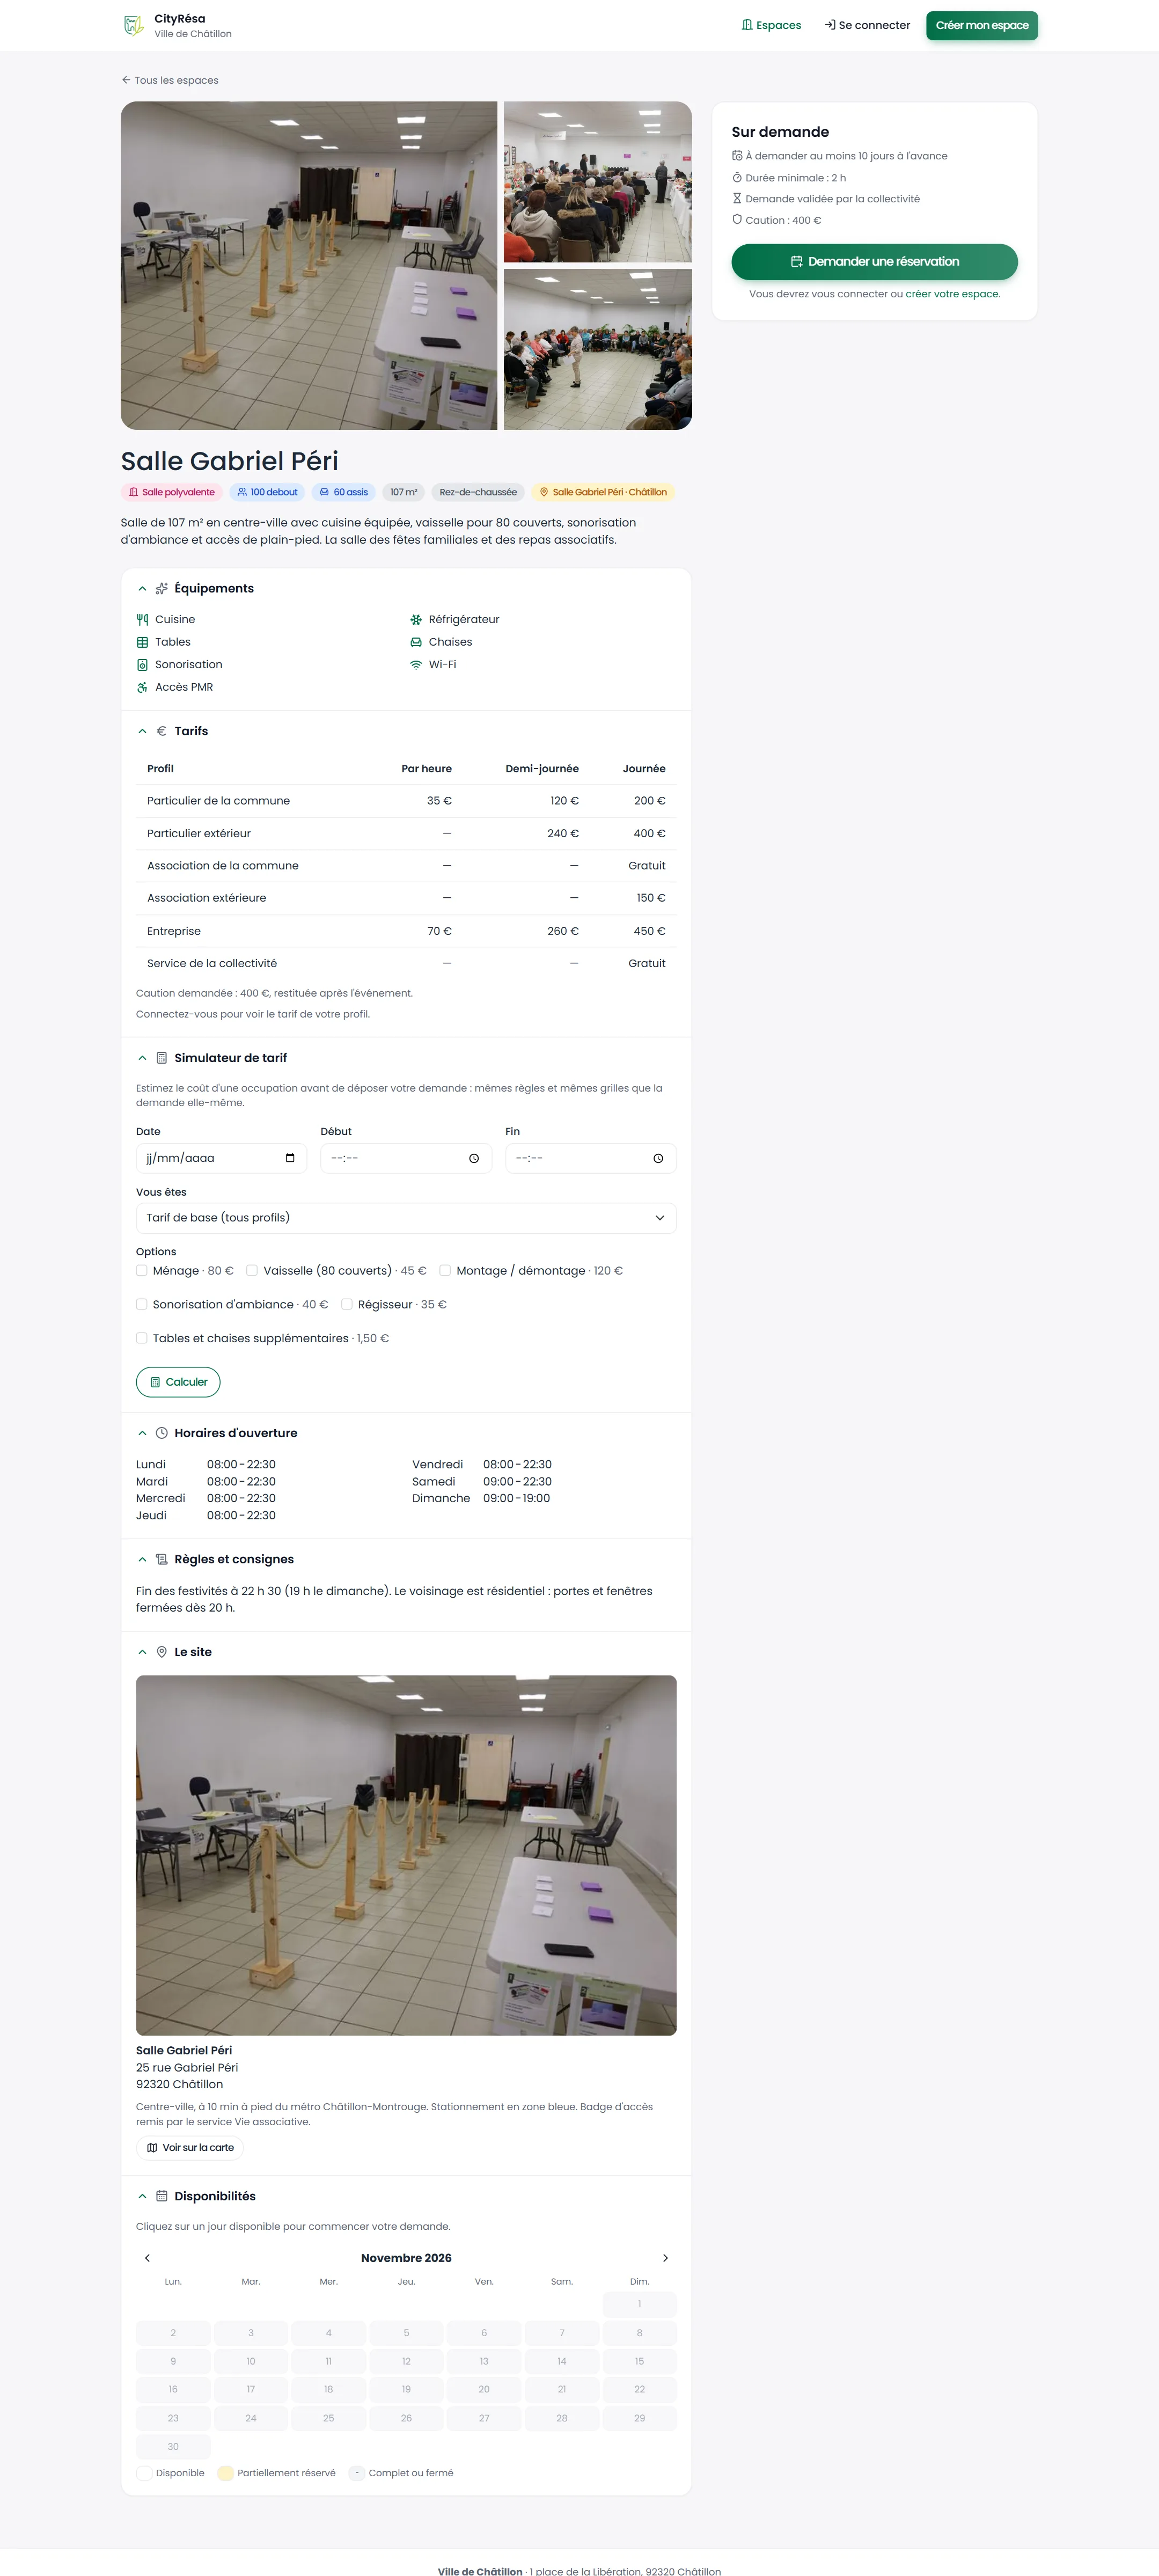 CityRésa
Ville de Châtillon
Espaces
Se connecter
Créer mon espace
Tous les espaces
Sur demande
À demander au moins 10 jours à l'avance
Durée minimale : 2 h
Demande validée par la collectivité
Caution : 400 €
Demander une réservation
Vous devrez vous connecter ou créer votre espace.
Salle Gabriel Péri
Salle polyvalente
100 debout
60 assis
107 m²
Rez-de-chaussée
Salle Gabriel Péri · Châtillon
Salle de 107 m² en centre-ville avec cuisine équipée, vaisselle pour 80 couverts, sonorisation
d'ambiance et accès de plain-pied. La salle des fêtes familiales et des repas associatifs.
Équipements
Cuisine
Réfrigérateur
Tables
Chaises
Sonorisation
Wi-Fi
Accès PMR
Tarifs
Profil Par heure Demi-journée Journée
Particulier de la commune 35 € 120 € 200 €
Particulier extérieur — 240 € 400 €
Association de la commune — — Gratuit
Association extérieure — — 150 €
Entreprise 70 € 260 € 450 €
Service de la collectivité — — Gratuit
Caution demandée : 400 €, restituée après l'événement.
Connectez-vous pour voir le tarif de votre profil.
Simulateur de tarif
Estimez le coût d'une occupation avant de déposer votre demande : mêmes règles et mêmes grilles que la
demande elle-même.
Date Début Fin
jj/mm/aaaa --:-- --:--
Vous êtes
Tarif de base (tous profils)
Options
Ménage · 80 € Vaisselle (80 couverts) · 45 € Montage / démontage · 120 €
Sonorisation d'ambiance · 40 € Régisseur · 35 €
Tables et chaises supplémentaires · 1,50 €
Calculer
Horaires d'ouverture
Lundi 08:00 – 22:30
Mardi 08:00 – 22:30
Mercredi 08:00 – 22:30
Jeudi 08:00 – 22:30
Vendredi 08:00 – 22:30
Samedi 09:00 – 22:30
Dimanche 09:00 – 19:00
Règles et consignes
Fin des festivités à 22 h 30 (19 h le dimanche). Le voisinage est résidentiel : portes et fenêtres
fermées dès 20 h.
Le site
Salle Gabriel Péri
25 rue Gabriel Péri
92320 Châtillon
Centre-ville, à 10 min à pied du métro Châtillon-Montrouge. Stationnement en zone bleue. Badge d'accès
remis par le service Vie associative.
Voir sur la carte
Disponibilités
Cliquez sur un jour disponible pour commencer votre demande.
Novembre 2026
Lun. Mar. Mer. Jeu. Ven. Sam. Dim.
1
2 3 4 5 6 7 8
9 10 11 12 13 14 15
16 17 18 19 20 21 22
23 24 25 26 27 28 29
30
Disponible
Partiellement réservé
- Complet ou fermé
Ville de Châtillon · 1 place de la Libération, 92320 Châtillon